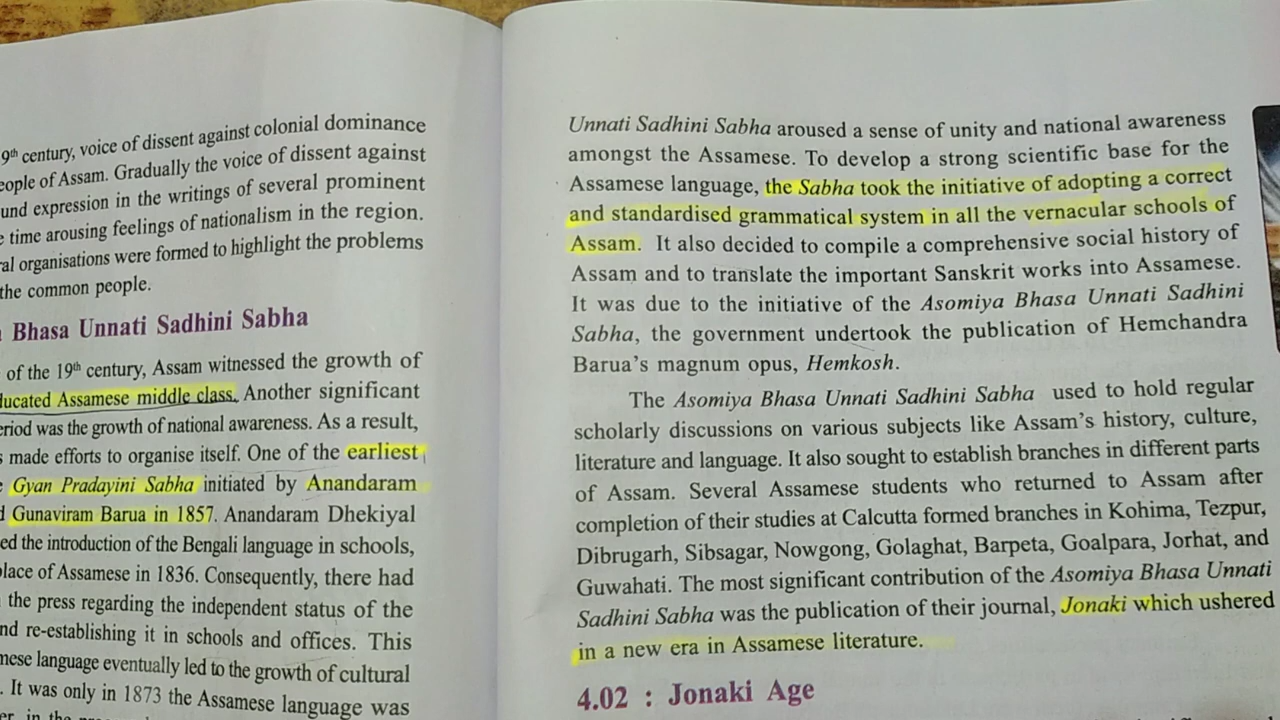 9th century, voice of dissent against colonial dominance
eople of Assam. Gradually the voice of dissent against
und expression in the writings of several prominent
e time arousing feelings of nationalism in the region.
al organisations were formed to highlight the problems
the common people.
Bhasa Unnati Sadhini Sabha
of the 19th century, Assam witnessed the growth of
ducated Assamese middle class. Another significant
eriod was the growth of national awareness. As a result,
s made efforts to organise itself. One of the earliest
e Gyan Pradayini Sabha initiated by Anandaram
d Gunaviram Barua in 1857. Anandaram Dhekiyal
ed the introduction of the Bengali language in schools,
lace of Assamese in 1836. Consequently, there had
the press regarding the independent status of the
nd re-establishing it in schools and offices. This
mese language eventually led to the growth of cultural
. It was only in 1873 the Assamese language was
er, in the
Unnati Sadhini Sabha aroused a sense of unity and national awareness
amongst the Assamese. To develop a strong scientific base for the
Assamese language, the Sabha took the initiative of adopting a correct
and standardised grammatical system in all the vernacular schools of
Assam. It also decided to compile a comprehensive social history of
Assam and to translate the important Sanskrit works into Assamese.
It was due to the initiative of the Asomiya Bhasa Unnati Sadhini
Sabha, the government undertook the publication of Hemchandra
Barua's magnum opus, Hemkosh.
The Asomiya Bhasa Unnati Sadhini Sabha used to hold regular
scholarly discussions on various subjects like Assam's history, culture,
literature and language. It also sought to establish branches in different parts
of Assam. Several Assamese students who returned to Assam after
completion of their studies at Calcutta formed branches in Kohima, Tezpur,
Dibrugarh, Sibsagar, Nowgong, Golaghat, Barpeta, Goalpara, Jorhat, and
Guwahati. The most significant contribution of the Asomiya Bhasa Unnati
Sadhini Sabha was the publication of their journal, Jonaki which ushered
in a new era in Assamese literature.
4.02 : Jonaki Age